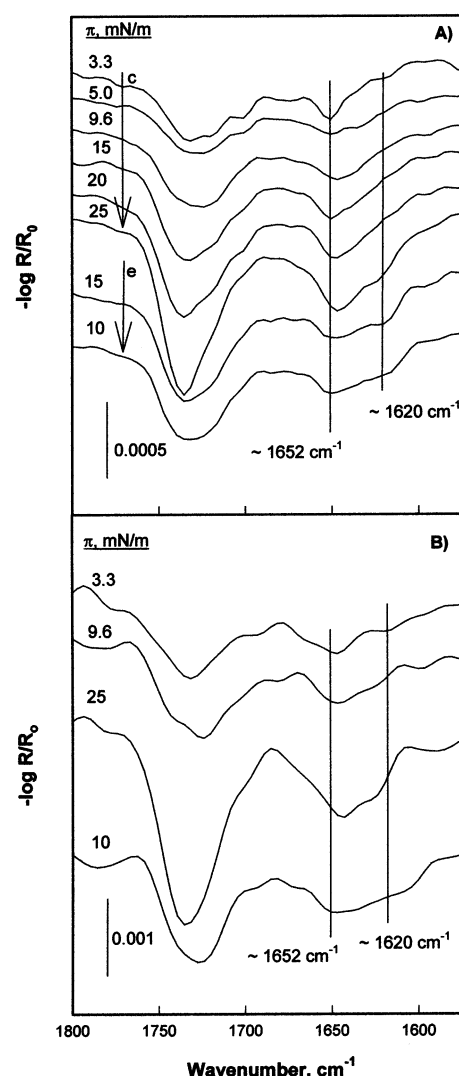 π, mN/m
A)
3.3
c
5.0
9.6
15
20
25
e
15
10
0.0005
~ 1652 cm⁻¹
~ 1620 cm⁻¹
-log R/R₀
π, mN/m
B)
3.3
9.6
25
10
0.001
~ 1652 cm⁻¹
~ 1620 cm⁻¹
-log R/Rₒ
1800
1750
1700
1650
1600
Wavenumber, cm⁻¹